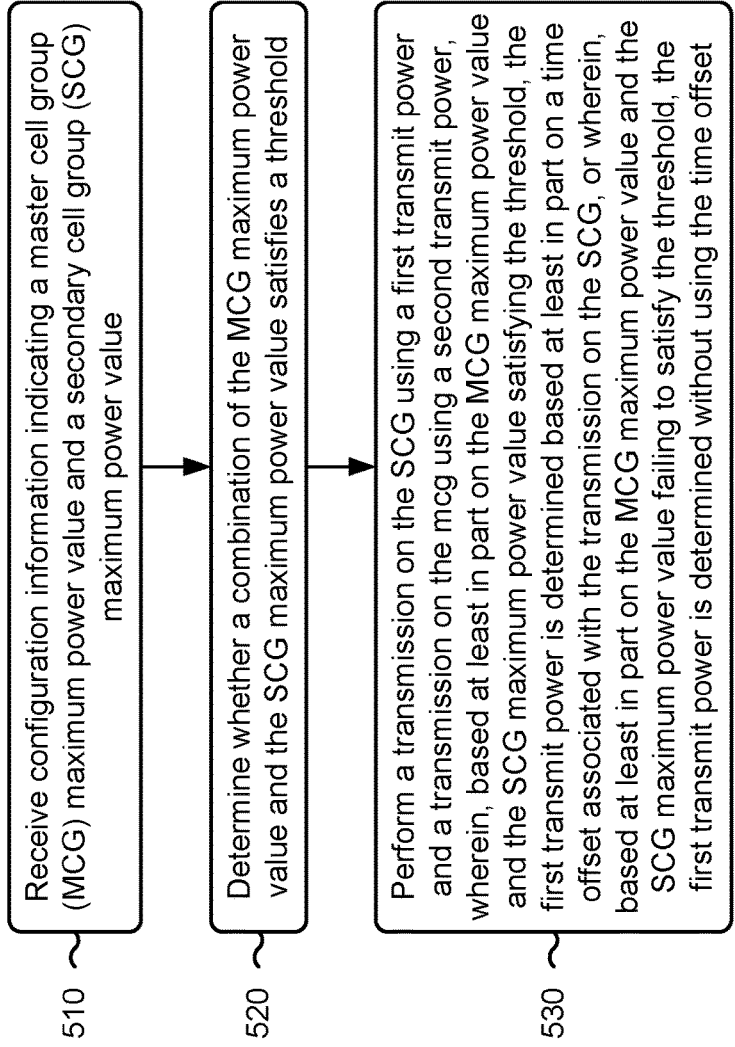 510
Receive configuration information indicating a master cell group
(MCG) maximum power value and a secondary cell group (SCG)
maximum power value
520
Determine whether a combination of the MCG maximum power
value and the SCG maximum power value satisfies a threshold
530
Perform a transmission on the SCG using a first transmit power
and a transmission on the mcg using a second transmit power,
wherein, based at least in part on the MCG maximum power value
and the SCG maximum power value satisfying the threshold, the
first transmit power is determined based at least in part on a time
offset associated with the transmission on the SCG, or wherein,
based at least in part on the MCG maximum power value and the
SCG maximum power value failing to satisfy the threshold, the
first transmit power is determined without using the time offset